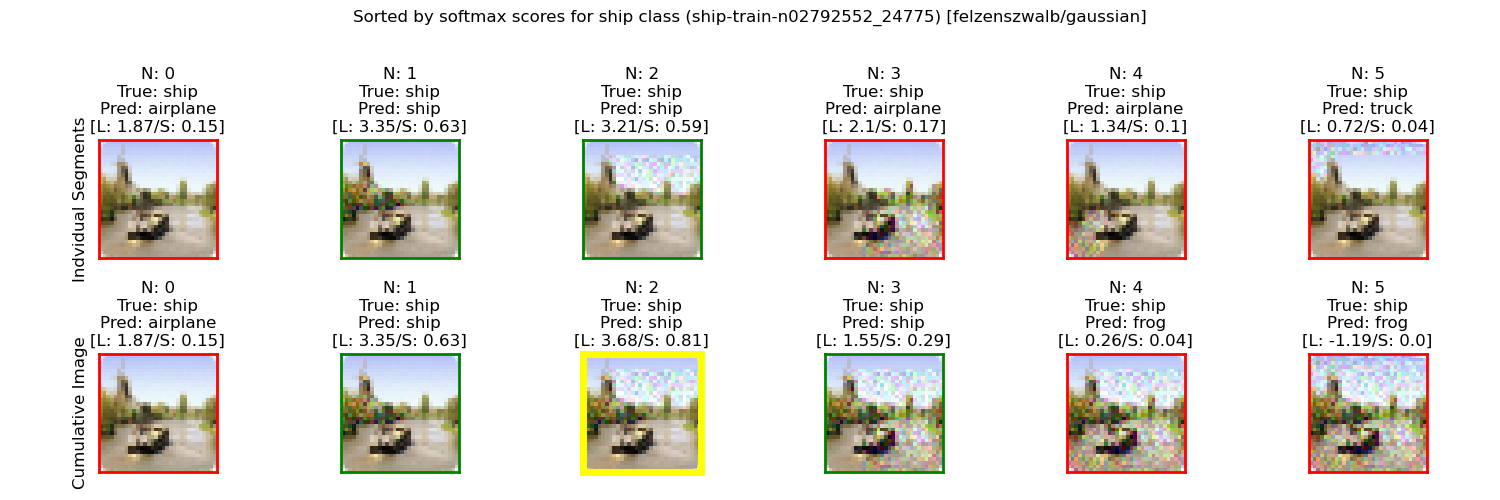 Sorted by softmax scores for ship class (ship-train-n02792552_24775) [felzenszwalb/gaussian]
Indvidual Segments
N: 0
True: ship
Pred: airplane
[L: 1.87/S: 0.15]
N: 1
True: ship
Pred: ship
[L: 3.35/S: 0.63]
N: 2
True: ship
Pred: ship
[L: 3.21/S: 0.59]
N: 3
True: ship
Pred: airplane
[L: 2.1/S: 0.17]
N: 4
True: ship
Pred: airplane
[L: 1.34/S: 0.1]
N: 5
True: ship
Pred: truck
[L: 0.72/S: 0.04]
Cumulative Image
N: 0
True: ship
Pred: airplane
[L: 1.87/S: 0.15]
N: 1
True: ship
Pred: ship
[L: 3.35/S: 0.63]
N: 2
True: ship
Pred: ship
[L: 3.68/S: 0.81]
N: 3
True: ship
Pred: ship
[L: 1.55/S: 0.29]
N: 4
True: ship
Pred: frog
[L: 0.26/S: 0.04]
N: 5
True: ship
Pred: frog
[L: -1.19/S: 0.0]